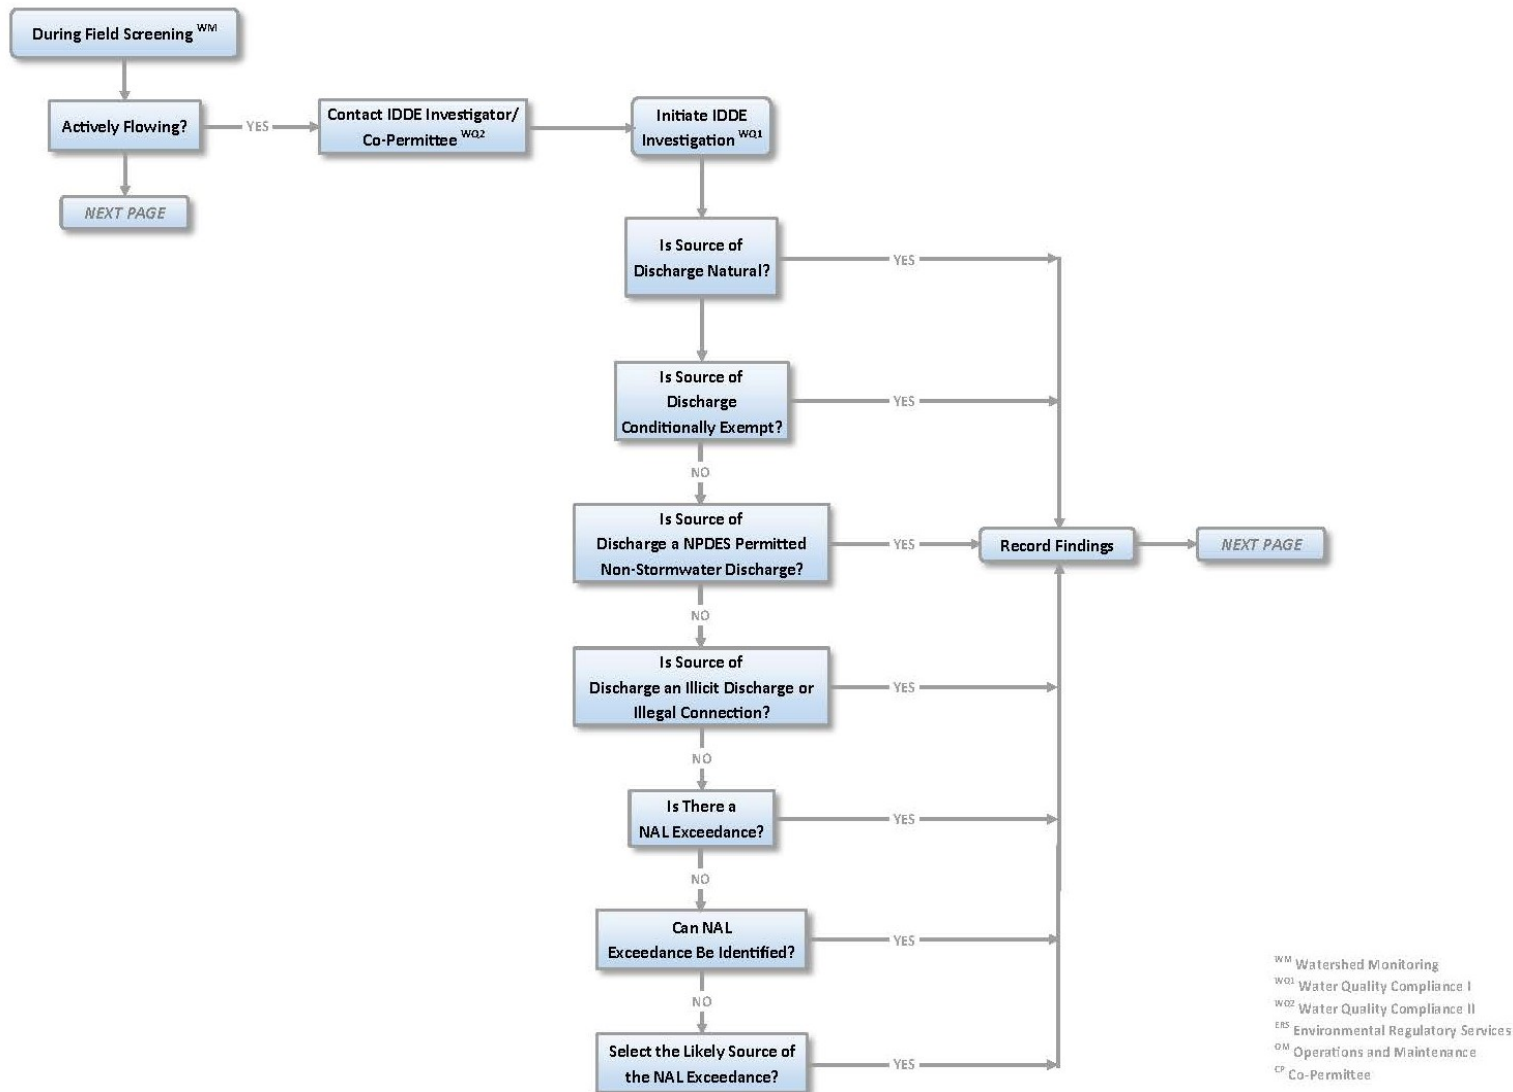 During Field Screening WM
Actively Flowing?
YES
Contact IDDE Investigator/
Co-Permittee WQ2
Initiate IDDE
Investigation WQ1
NEXT PAGE
Is Source of
Discharge Natural?
YES
Is Source of
Discharge
Conditionally Exempt?
YES
NO
Is Source of
Discharge a NPDES Permitted
Non-Stormwater Discharge?
YES
Record Findings
NEXT PAGE
NO
Is Source of
Discharge an Illicit Discharge or
Illegal Connection?
YES
NO
Is There a
NAL Exceedance?
YES
NO
Can NAL
Exceedance Be Identified?
YES
NO
Select the Likely Source of
the NAL Exceedance?
YES
WM Watershed Monitoring
WQ1 Water Quality Compliance I
WQ2 Water Quality Compliance II
ERS Environmental Regulatory Services
OM Operations and Maintenance
CP Co-Permittee